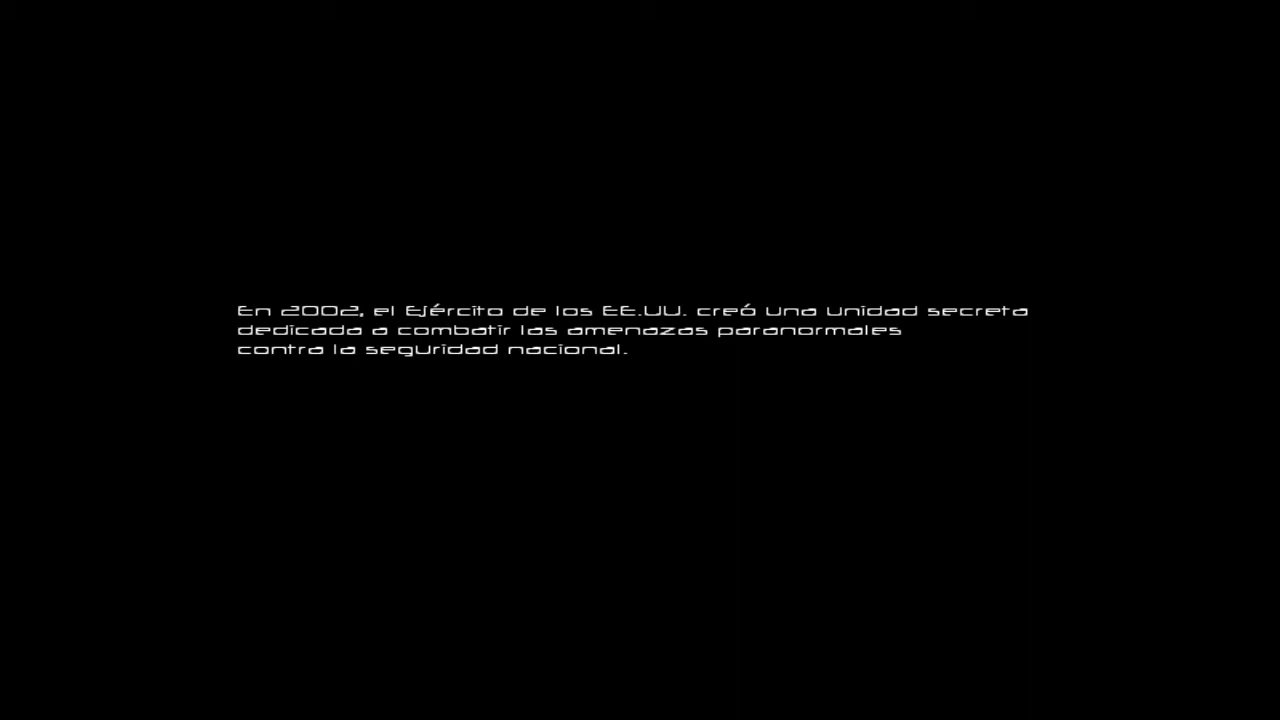 En 2002, el Ejército de los EE.UU. creó una unidad secreta
dedicada a combatir las amenazas paranormales
contra la seguridad nacional.